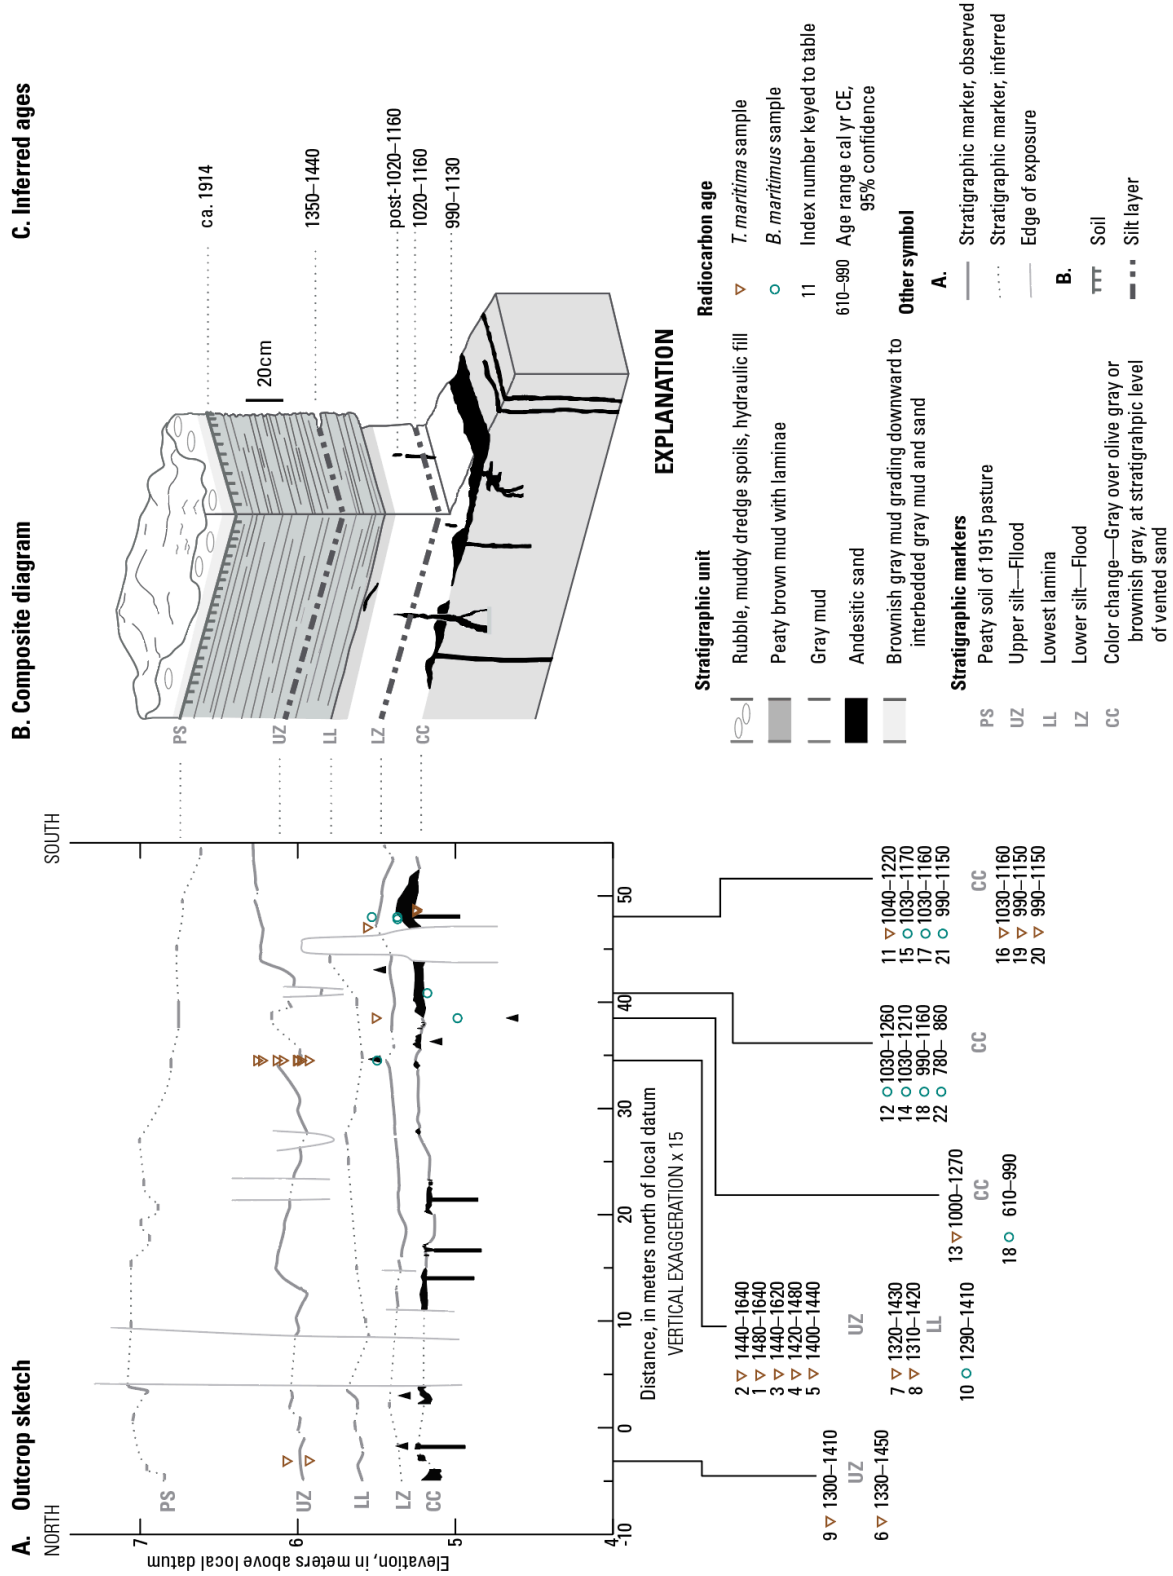 A. Outcrop sketch
NORTH
SOUTH
Elevation, in meters above local datum
7
6
5
4
PS
UZ
LL
LZ
CC
-10
0
10
20
30
40
50
Distance, in meters north of local datum
VERTICAL EXAGGERATION x 15
9 1300–1410
UZ
6 1330–1450
2 1440–1640
1 1480–1640
3 1440–1620
4 1420–1480
5 1400–1440
UZ
7 1320–1430
8 1310–1420
LL
10 1290–1410
13 1000–1270
CC
18 610–990
12 1030–1260
14 1030–1210
18 990–1160
22 780– 860
CC
11 1040–1220
15 1030–1170
17 1030–1160
21 990–1150
CC
16 1030–1160
19 990–1150
20 990–1150
B. Composite diagram
PS
UZ
LL
LZ
CC
20cm
C. Inferred ages
ca. 1914
1350–1440
post-1020–1160
1020–1160
990–1130
EXPLANATION
Stratigraphic unit
Rubble, muddy dredge spoils, hydraulic fill
Peaty brown mud with laminae
Gray mud
Andesitic sand
Brownish gray mud grading downward to
interbedded gray mud and sand
Stratigraphic markers
PS Peaty soil of 1915 pasture
UZ Upper silt—Fllood
LL Lowest lamina
LZ Lower silt—Flood
CC Color change—Gray over olive gray or
brownish gray, at stratigrahpic level
of vented sand
Radiocarbon age
T. maritima sample
B. maritimus sample
11 Index number keyed to table
610–990 Age range cal yr CE,
95% confidence
Other symbol
A.
Stratigraphic marker, observed
Stratigraphic marker, inferred
Edge of exposure
B.
Soil
Silt layer